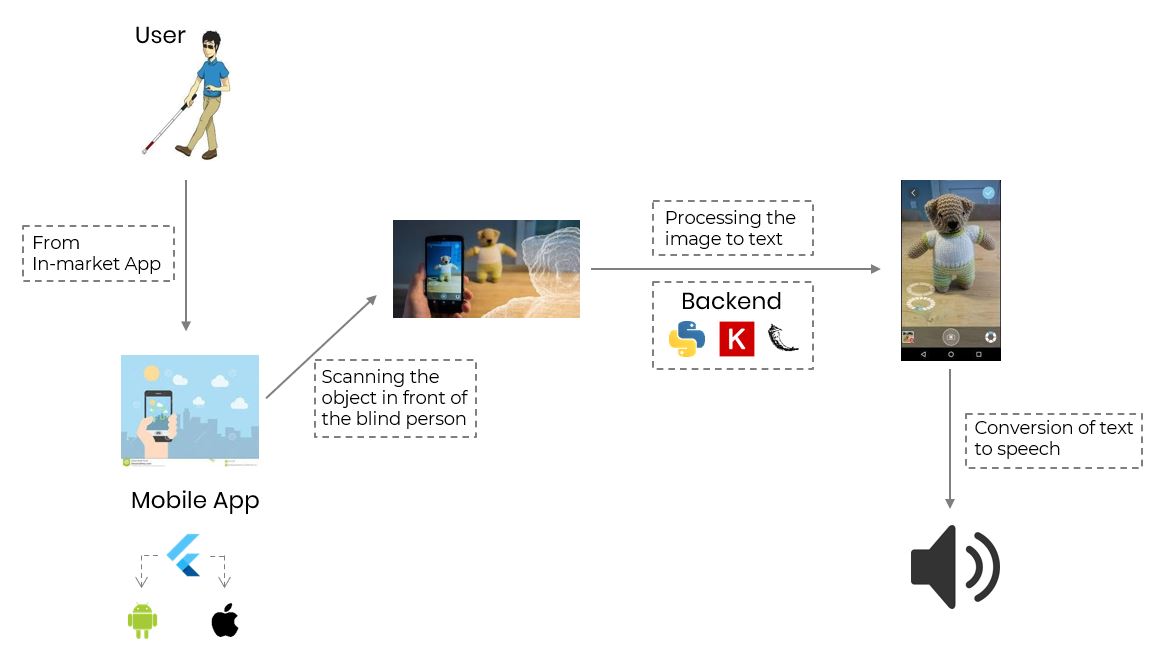 User
From
In-market App
Scanning the
object in front of
the blind person
Mobile App
Processing the
image to text
Backend
K
Conversion of text
to speech